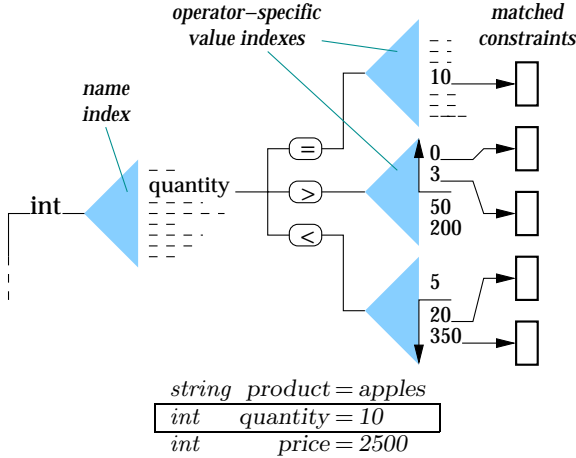 operator–specific
value indexes
matched
constraints
name
index
int
quantity
=
>
<
10
0
3
50
200
5
20
350
string product = apples
int quantity = 10
int price = 2500